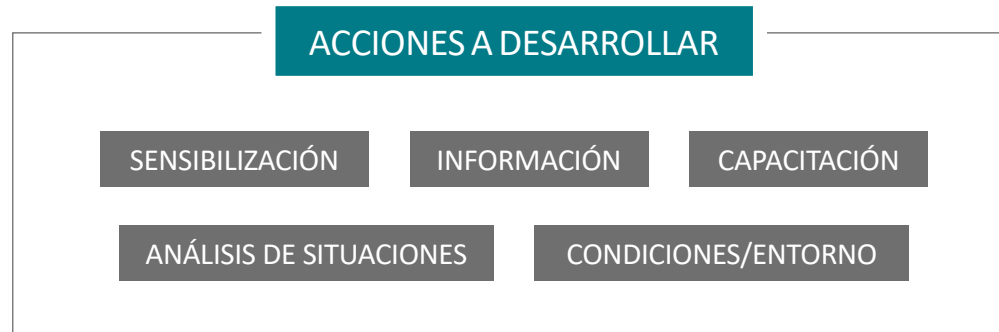 ACCIONES A DESARROLLAR
SENSIBILIZACIÓN
INFORMACIÓN
CAPACITACIÓN
ANÁLISIS DE SITUACIONES
CONDICIONES/ENTORNO